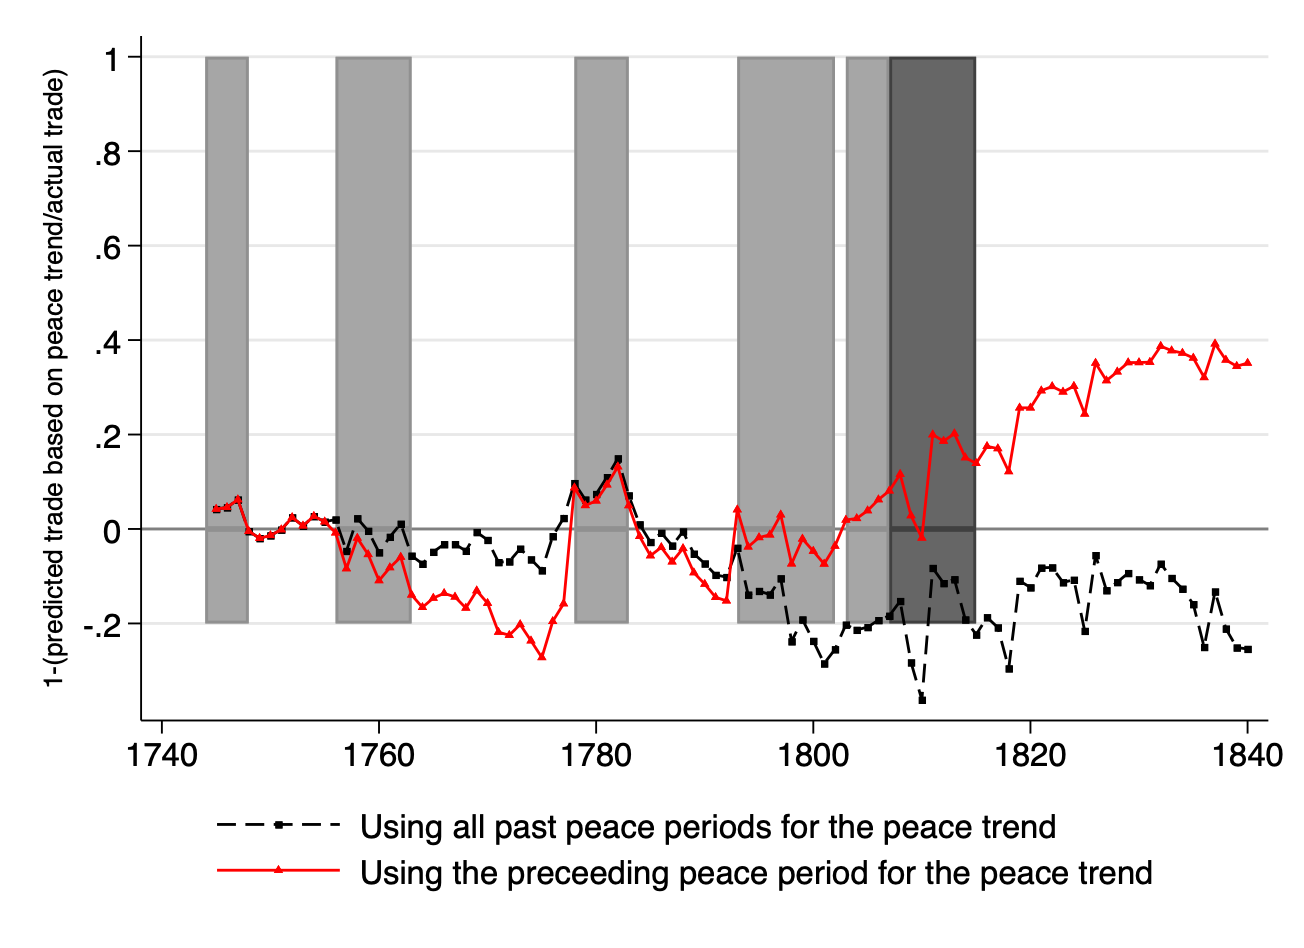 1-(predicted trade based on peace trend/actual trade)
1
.8
.6
.4
.2
0
-.2
1740 1760 1780 1800 1820 1840
Using all past peace periods for the peace trend
Using the preceeding peace period for the peace trend